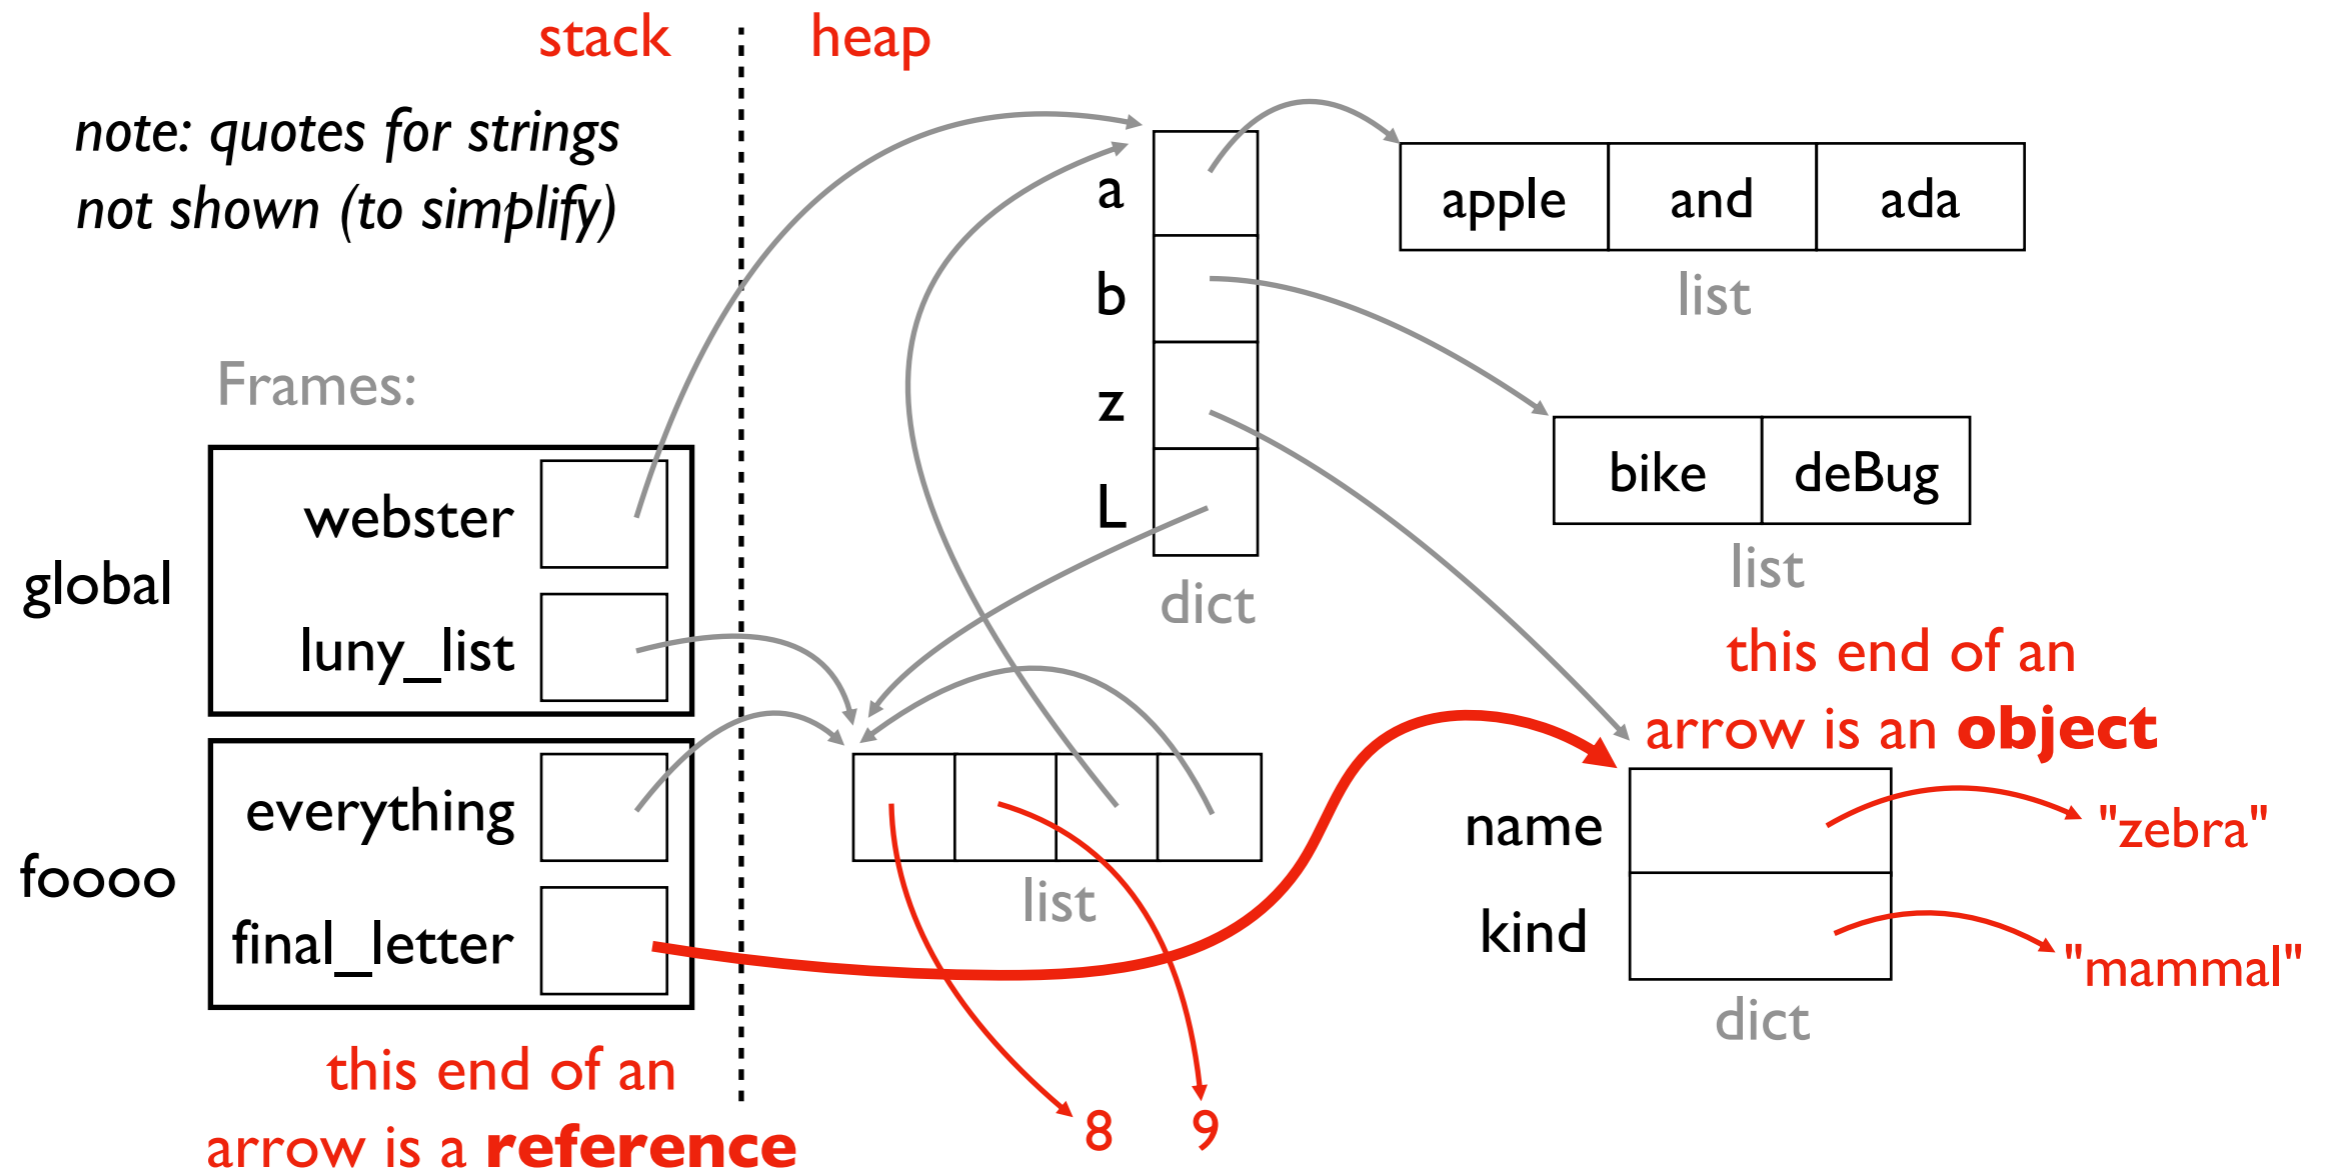 stack
heap
note: quotes for strings
not shown (to simplify)
a
apple and ada
b
list
Frames:
z
bike deBug
webster
L
list
global
dict
luny_list
this end of an
arrow is an object
everything
name
"zebra"
foooo
list
kind
final_letter
"mammal"
dict
this end of an
arrow is a reference
8
9